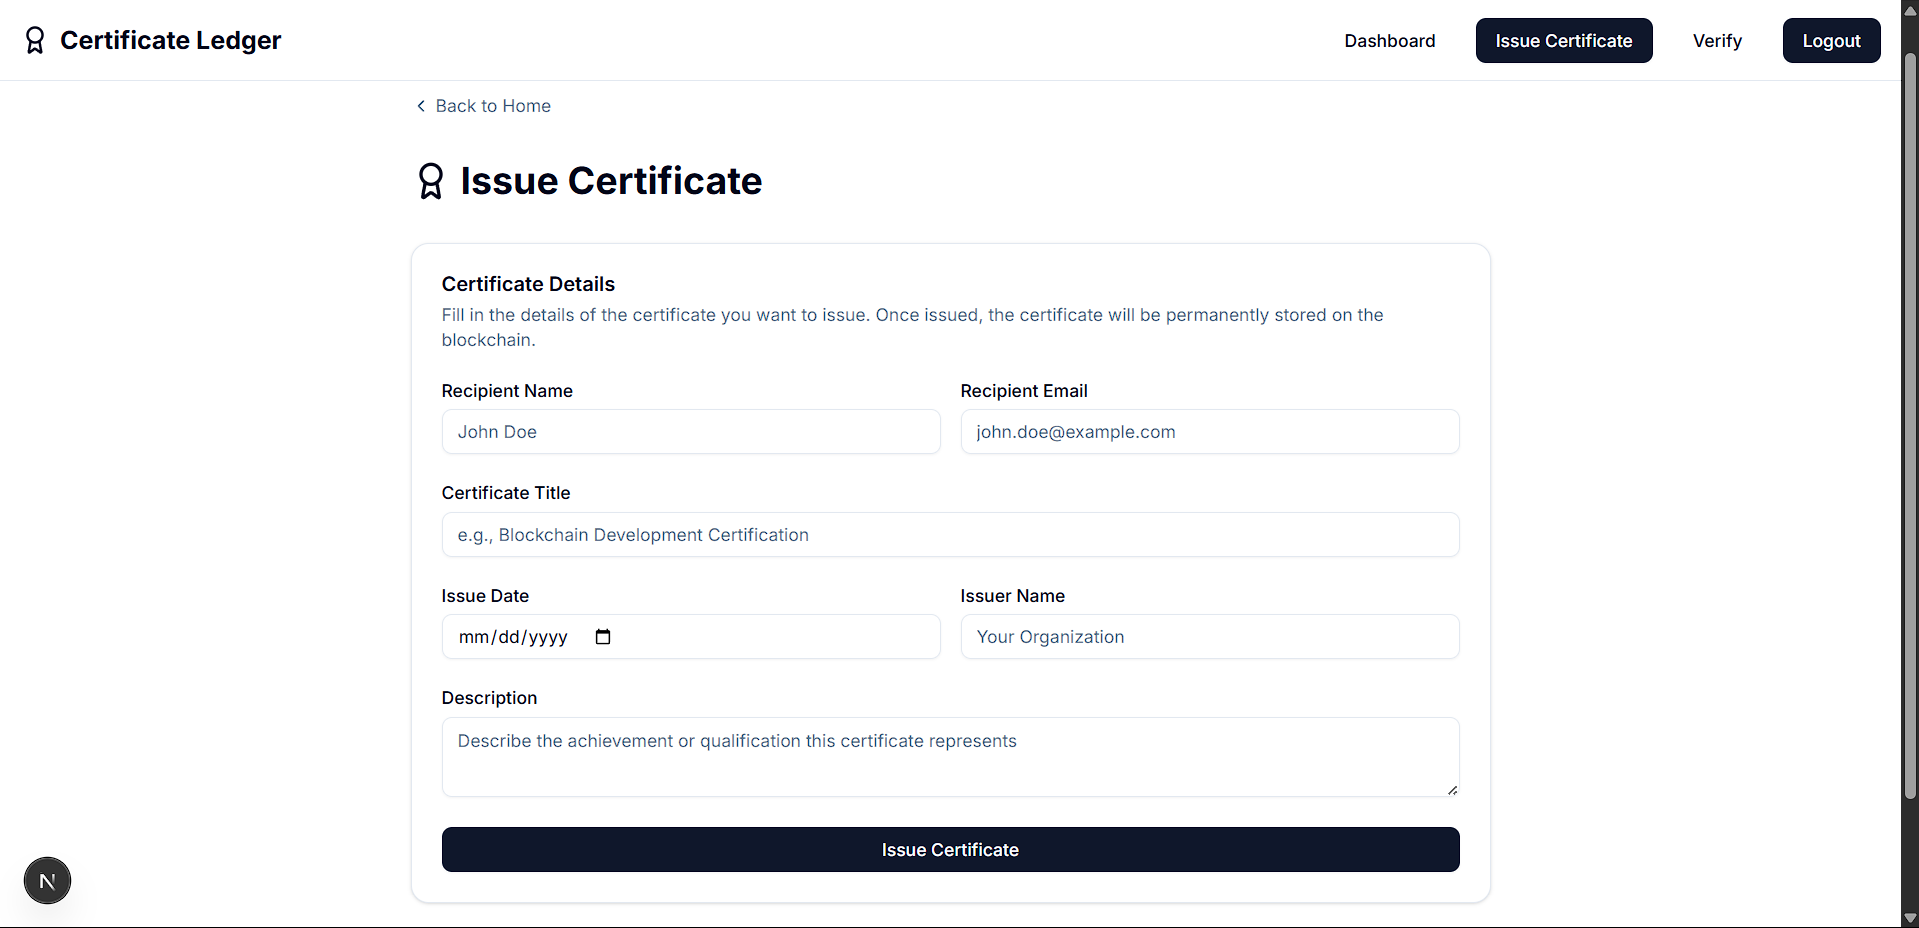 Certificate Ledger
Dashboard
Issue Certificate
Verify
Logout
Back to Home
Issue Certificate
Certificate Details
Fill in the details of the certificate you want to issue. Once issued, the certificate will be permanently stored on the
blockchain.
Recipient Name
Recipient Email
John Doe
john.doe@example.com
Certificate Title
e.g., Blockchain Development Certification
Issue Date
Issuer Name
mm/dd/yyyy
Your Organization
Description
Describe the achievement or qualification this certificate represents
Issue Certificate
N